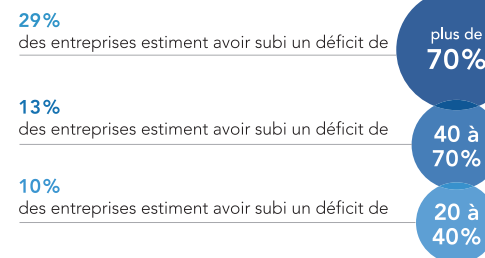 29%
des entreprises estiment avoir subi un déficit de
plus de
70%
13%
des entreprises estiment avoir subi un déficit de
40 à
70%
10%
des entreprises estiment avoir subi un déficit de
20 à
40%